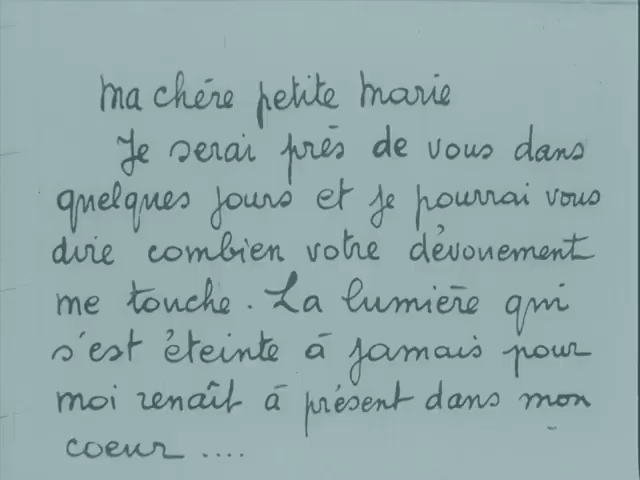 Ma chère petite Marie
Je serai près de vous dans
quelques jours et je pourrai vous
dire combien votre dévouement
me touche. La lumière qui
s'est éteinte à jamais pour
moi renaît à présent dans mon
coeur ....